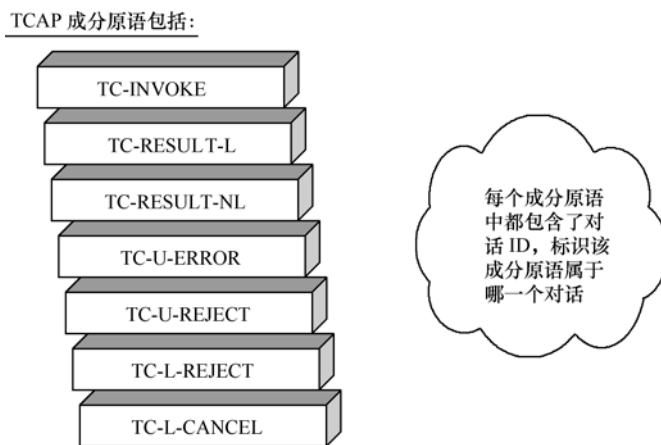 TCAP 成分原语包括:
TC-INVOKE
TC-RESULT-L
TC-RESULT-NL
TC-U-ERROR
TC-U-REJECT
TC-L-REJECT
TC-L-CANCEL
每个成分原语
中都包含了对
话 ID，标识该
成分原语属于
哪一个对话